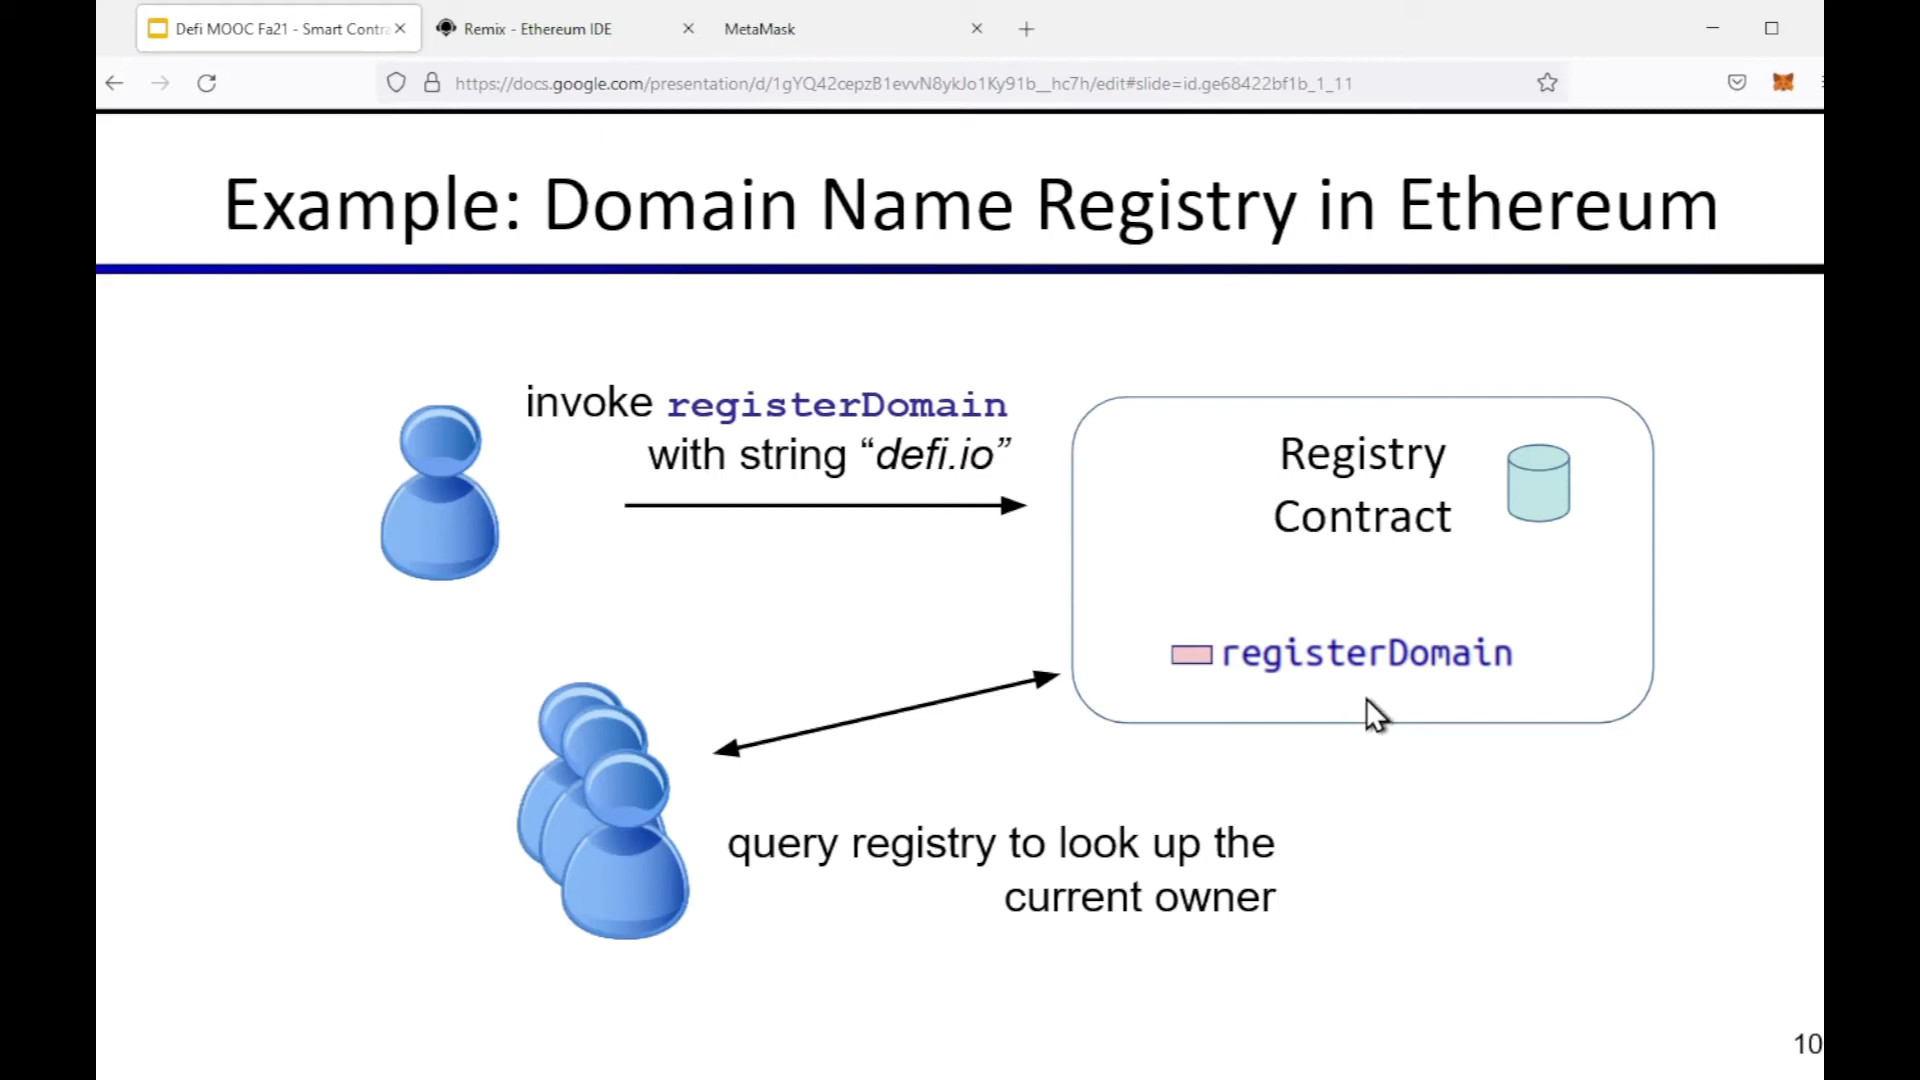 Defi MOOC Fa21 - Smart Contra
Remix - Ethereum IDE
MetaMask
https://docs.google.com/presentation/d/1gYQ42cepzB1evvN8ykJo1Ky91b__hc7h/edit#slide=id.ge68422bf1b_1_11
Example: Domain Name Registry in Ethereum
invoke registerDomain
with string “defi.io”
Registry
Contract
registerDomain
query registry to look up the
current owner
10